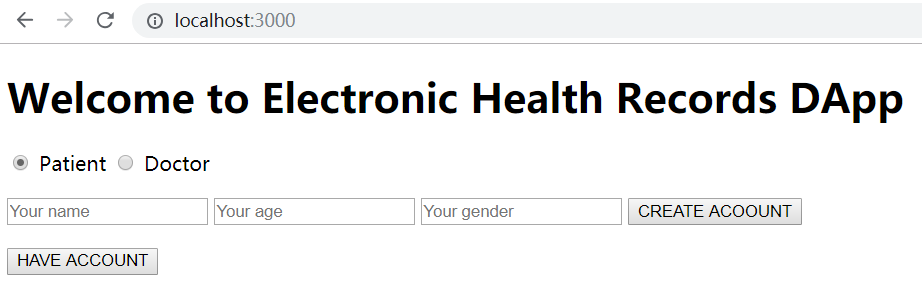 localhost:3000
Welcome to Electronic Health Records DApp
Patient Doctor
Your name Your age Your gender CREATE ACOOUNT
HAVE ACCOUNT